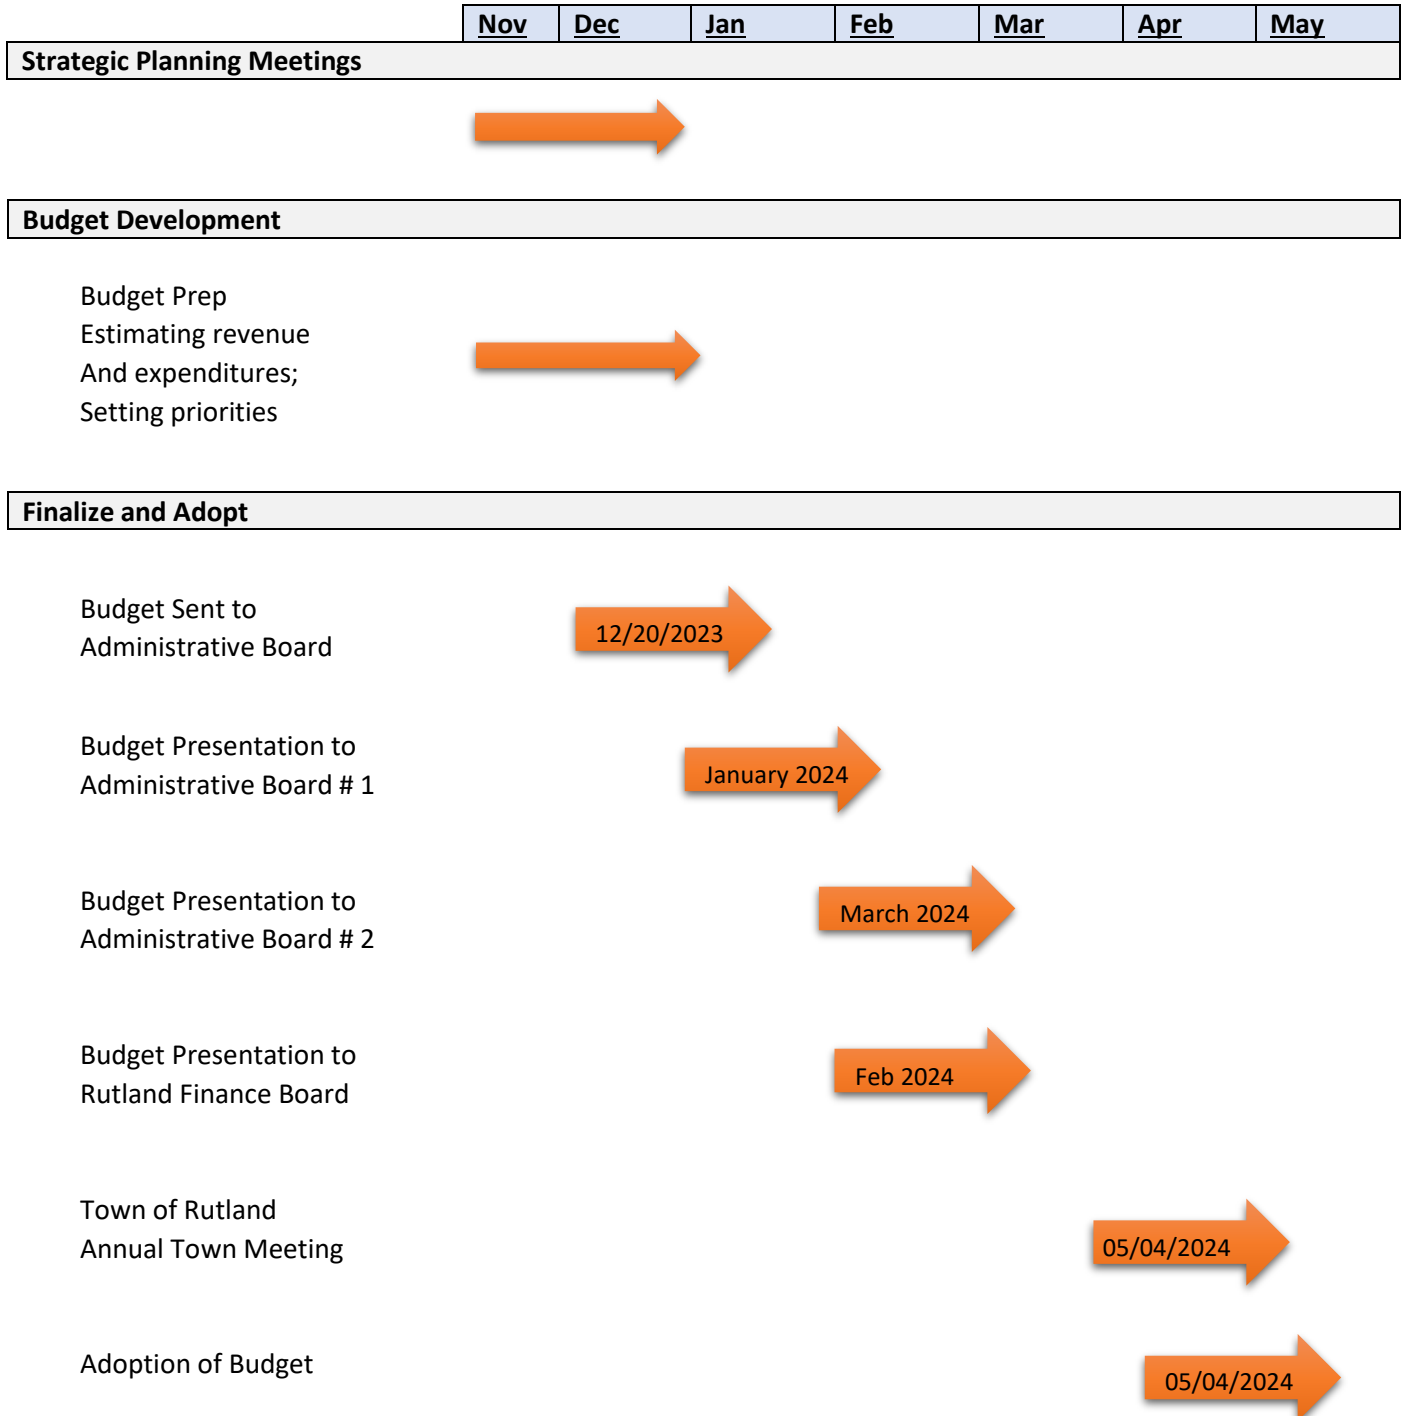 Nov Dec Jan Feb Mar Apr May
Strategic Planning Meetings
Budget Development
Budget Prep
Estimating revenue
And expenditures;
Setting priorities
Finalize and Adopt
Budget Sent to
Administrative Board
12/20/2023
Budget Presentation to
Administrative Board # 1
January 2024
Budget Presentation to
Administrative Board # 2
March 2024
Budget Presentation to
Rutland Finance Board
Feb 2024
Town of Rutland
Annual Town Meeting
05/04/2024
Adoption of Budget
05/04/2024